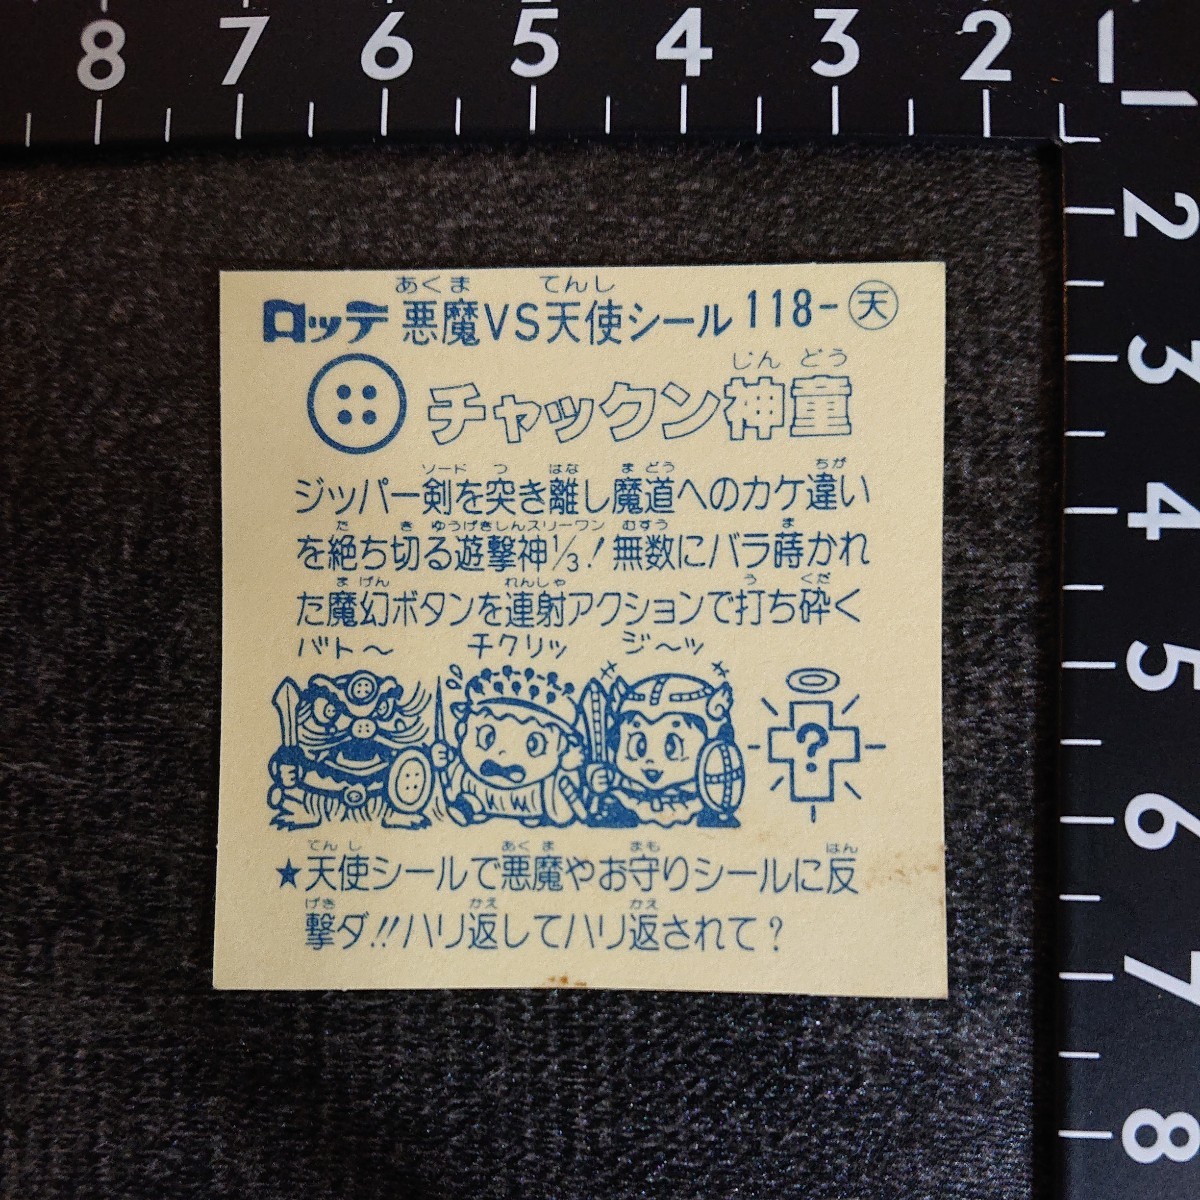 8 7 6 5 4 3 2 1
1
2
3
4
5
6
7
8
あくま てんし
ロッテ 悪魔VS天使シール 118-天
じん どう
チャックン神童
ソード つ はな まどう ちが
ジッパー剣を突き離し魔道へのカケ違い
た き ゆうげきしんスリーワン むすう ま
を絶ち切る遊撃神1/3!無数にバラ蒔かれ
まげん れんしゃ う くだ
た魔幻ボタンを連射アクションで打ち砕く
バト〜 チクリッ ジ〜ッ
?
てんし あくま まも はん
★天使シールで悪魔やお守りシールに反
げき かえ かえ
撃ダ!!ハリ返してハリ返されて?